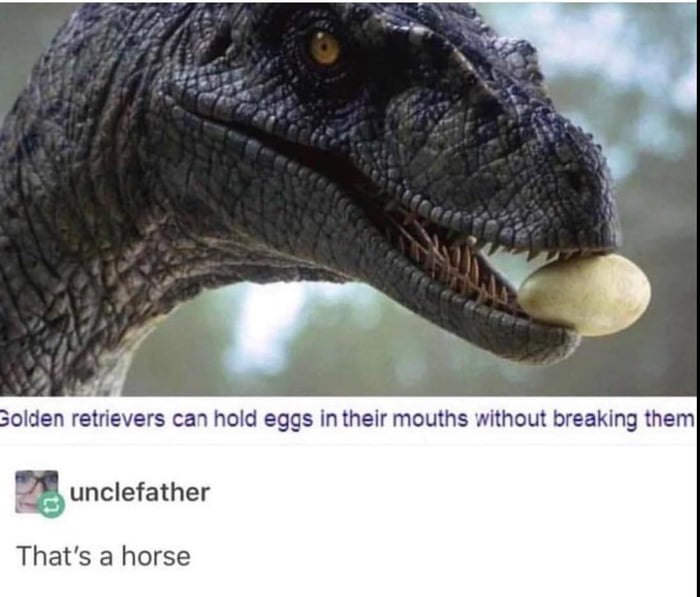 Golden retrievers can hold eggs in their mouths without breaking them
unclefather
That's a horse